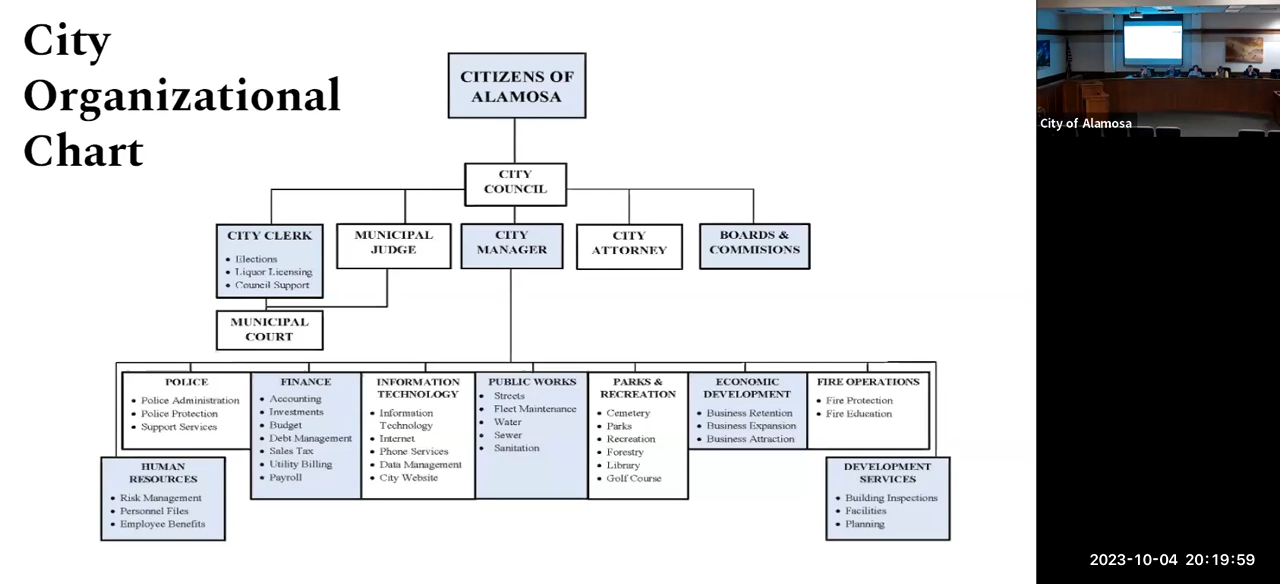 City
Organizational
Chart
CITIZENS OF
ALAMOSA
CITY
COUNCIL
CITY CLERK
• Elections
• Liquor Licensing
• Council Support
MUNICIPAL
JUDGE
CITY
MANAGER
CITY
ATTORNEY
BOARDS &
COMMISIONS
MUNICIPAL
COURT
POLICE
• Police Administration
• Police Protection
• Support Services
FINANCE
• Accounting
• Investments
• Budget
• Debt Management
• Sales Tax
• Utility Billing
• Payroll
INFORMATION
TECHNOLOGY
• Information
Technology
• Internet
• Phone Services
• Data Management
• City Website
PUBLIC WORKS
• Streets
• Fleet Maintenance
• Water
• Sewer
• Sanitation
PARKS &
RECREATION
• Cemetery
• Parks
• Recreation
• Forestry
• Library
• Golf Course
ECONOMIC
DEVELOPMENT
• Business Retention
• Business Expansion
• Business Attraction
FIRE OPERATIONS
• Fire Protection
• Fire Education
HUMAN
RESOURCES
• Risk Management
• Personnel Files
• Employee Benefits
DEVELOPMENT
SERVICES
• Building Inspections
• Facilities
• Planning
City of Alamosa
2023-10-04 20:19:59